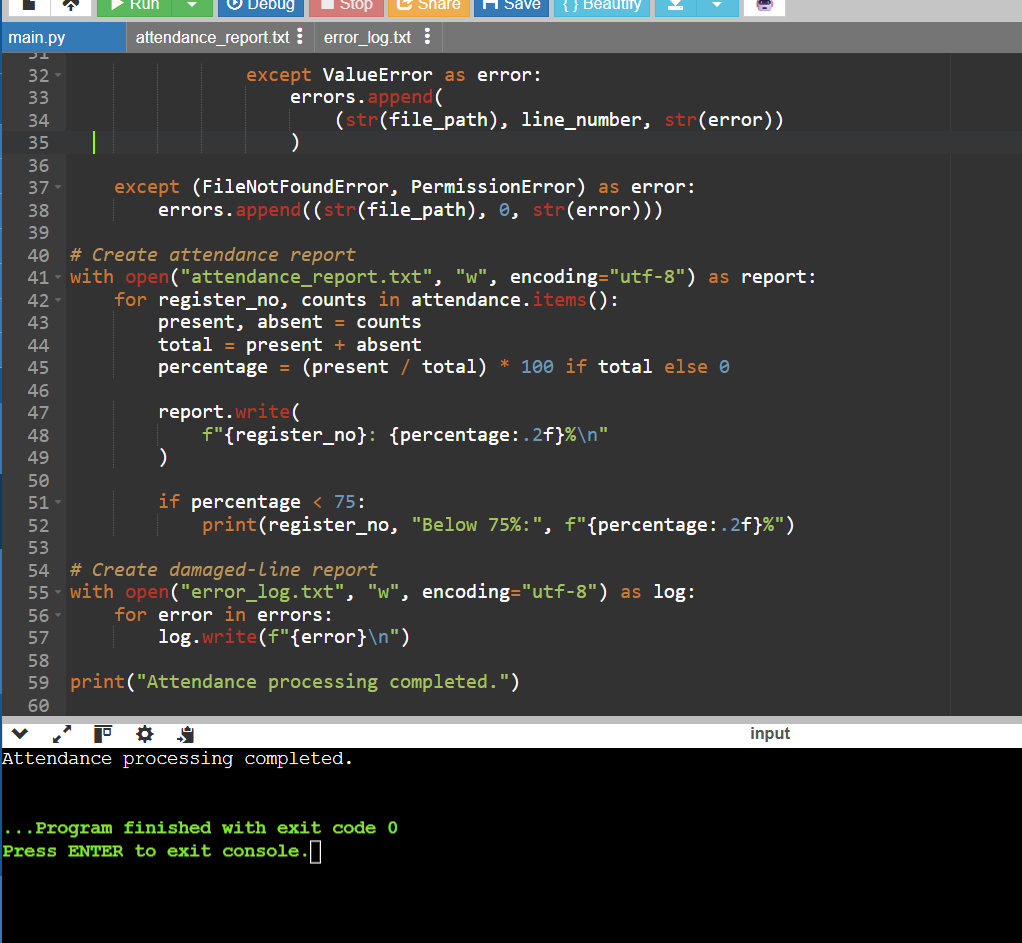 Run Debug Stop Share Save { } Beautify
main.py attendance_report.txt error_log.txt
31
32 except ValueError as error:
33 errors.append(
34 (str(file_path), line_number, str(error))
35 )
36
37 except (FileNotFoundError, PermissionError) as error:
38 errors.append((str(file_path), 0, str(error)))
39
40 # Create attendance report
41 with open("attendance_report.txt", "w", encoding="utf-8") as report:
42 for register_no, counts in attendance.items():
43 present, absent = counts
44 total = present + absent
45 percentage = (present / total) * 100 if total else 0
46
47 report.write(
48 f"{register_no}: {percentage:.2f}%\n"
49 )
50
51 if percentage < 75:
52 print(register_no, "Below 75%:", f"{percentage:.2f}%")
53
54 # Create damaged-line report
55 with open("error_log.txt", "w", encoding="utf-8") as log:
56 for error in errors:
57 log.write(f"{error}\n")
58
59 print("Attendance processing completed.")
60
input
Attendance processing completed.
...Program finished with exit code 0
Press ENTER to exit console.